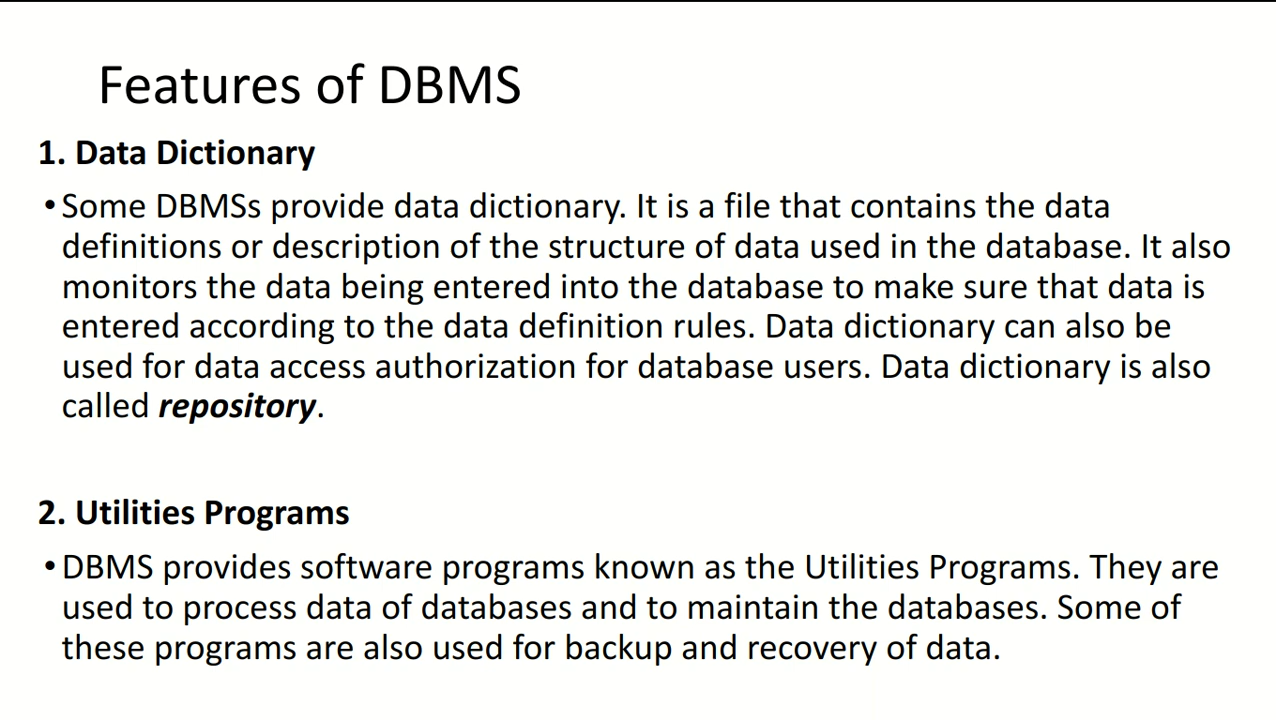 Features of DBMS
1. Data Dictionary
• Some DBMSs provide data dictionary. It is a file that contains the data
definitions or description of the structure of data used in the database. It also
monitors the data being entered into the database to make sure that data is
entered according to the data definition rules. Data dictionary can also be
used for data access authorization for database users. Data dictionary is also
called repository.
2. Utilities Programs
• DBMS provides software programs known as the Utilities Programs. They are
used to process data of databases and to maintain the databases. Some of
these programs are also used for backup and recovery of data.